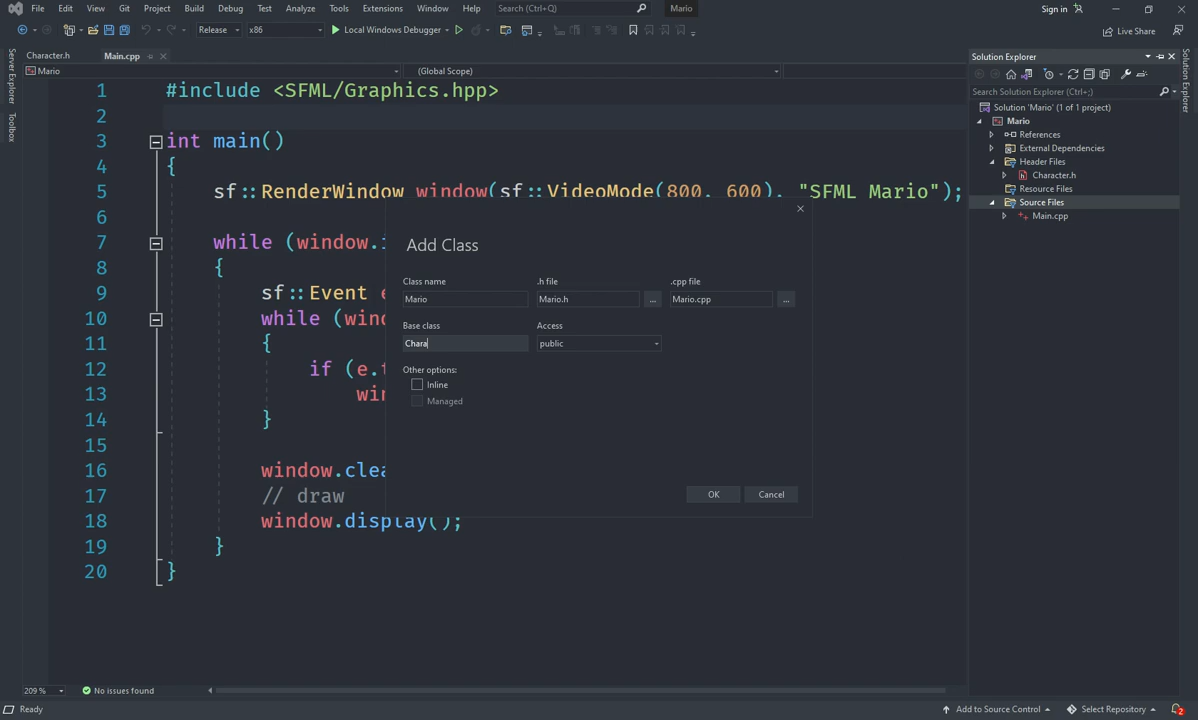 File Edit View Git Project Build Debug Test Analyze Tools Extensions Window Help Search (Ctrl+Q) Mario Sign in
Release x86 Local Windows Debugger Live Share
Server Explorer
Toolbox
Character.h Main.cpp
Mario (Global Scope)
1 #include <SFML/Graphics.hpp>
2
3 int main()
4 {
5 sf::RenderWindow window(sf::VideoMode(800, 600), "SFML Mario");
6
7 while (window.i
8 {
9 sf::Event e
10 while (wind
11 {
12 if (e.t
13 win
14 }
15
16 window.clea
17 // draw
18 window.display();
19 }
20 }
Add Class
Class name .h file .cpp file
Mario Mario.h ... Mario.cpp ...
Base class Access
Chara public
Other options:
Inline
Managed
OK Cancel
Solution Explorer
Search Solution Explorer (Ctrl+;)
Solution 'Mario' (1 of 1 project)
Mario
References
External Dependencies
Header Files
Character.h
Resource Files
Source Files
Main.cpp
Solution Explorer
209 % No issues found
Ready Add to Source Control Select Repository 2